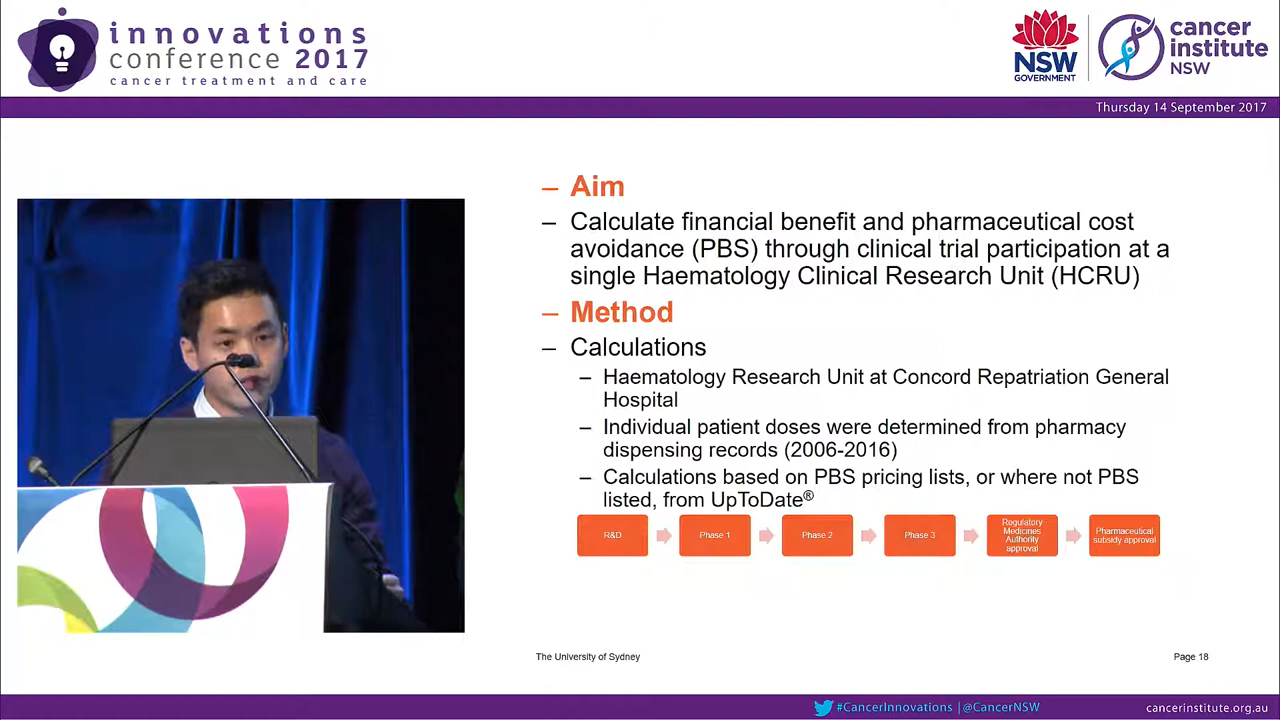 innovations
conference 2017
cancer treatment and care
NSW
GOVERNMENT
cancer
institute
NSW
Thursday 14 September 2017
– Aim
– Calculate financial benefit and pharmaceutical cost
avoidance (PBS) through clinical trial participation at a
single Haematology Clinical Research Unit (HCRU)
– Method
– Calculations
– Haematology Research Unit at Concord Repatriation General
Hospital
– Individual patient doses were determined from pharmacy
dispensing records (2006-2016)
– Calculations based on PBS pricing lists, or where not PBS
listed, from UpToDate®
R&D
Phase 1
Phase 2
Phase 3
Regulatory
Medicines
Authority
approval
Pharmaceutical
subsidy approval
The University of Sydney
Page 18
#CancerInnovations | @CancerNSW
cancerinstitute.org.au